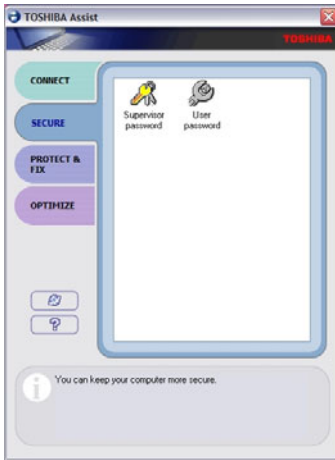 TOSHIBA Assist
TOSHIBA
CONNECT
SECURE
PROTECT &
FIX
OPTIMIZE
Supervisor
password
User
password
?
You can keep your computer more secure.